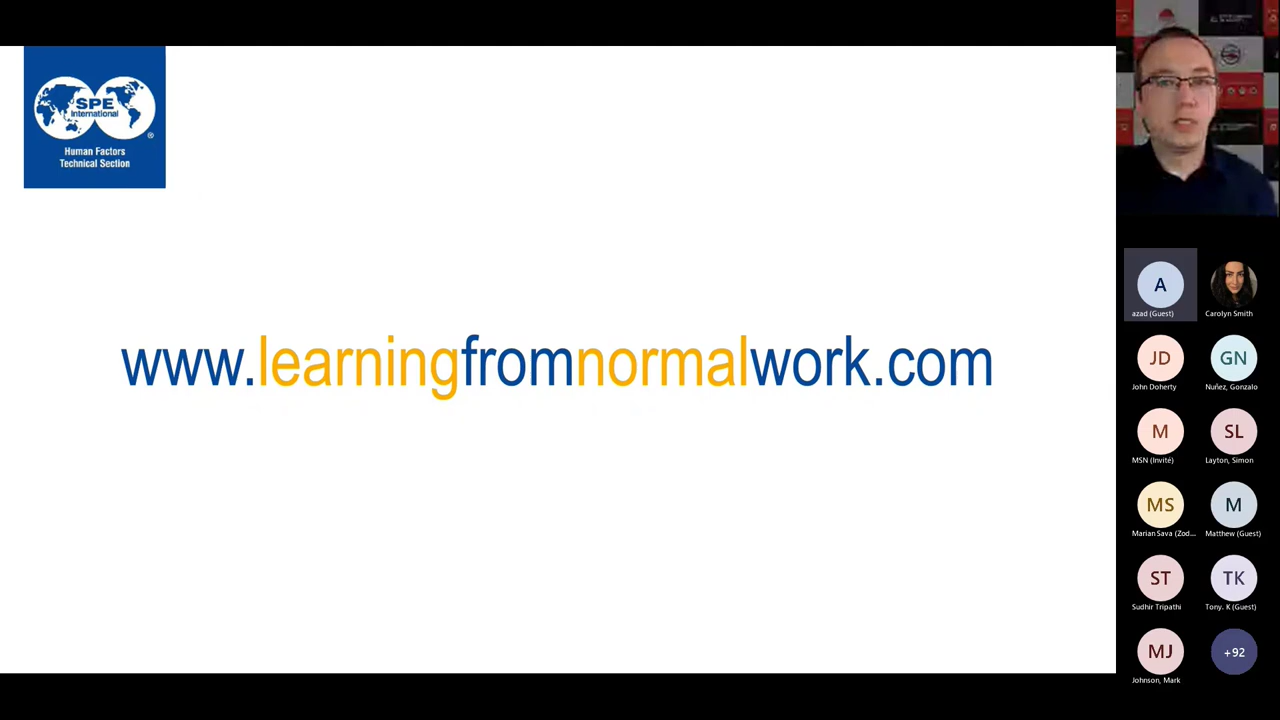 SPE
International
®
Human Factors
Technical Section
www.learningfromnormalwork.com
A
azad (Guest)
Carolyn Smith
JD
John Doherty
GN
Nuñez, Gonzalo
M
MSN (Invité)
SL
Layton, Simon
MS
Marian Sava (Zod...
M
Matthew (Guest)
ST
Sudhir Tripathi
TK
Tony. K (Guest)
MJ
Johnson, Mark
+92